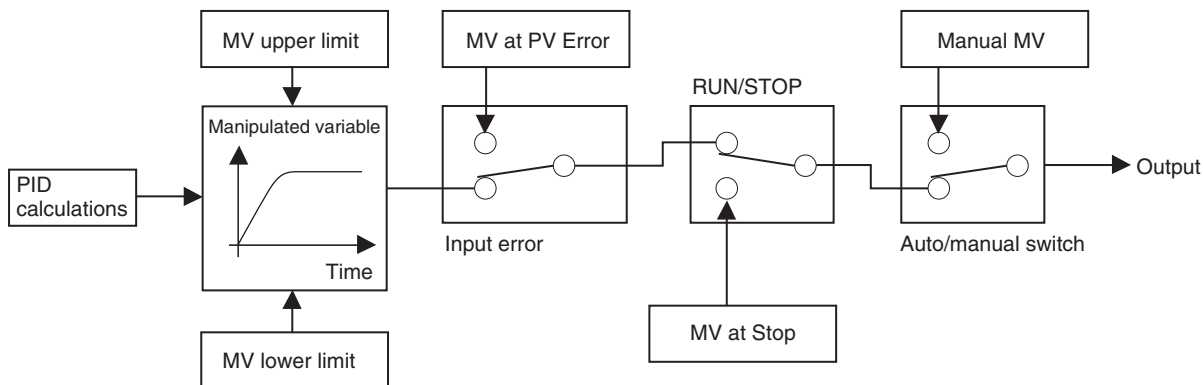 MV upper limit
MV at PV Error
Manual MV
RUN/STOP
Manipulated variable
PID
calculations
Output
Time
Input error
Auto/manual switch
MV at Stop
MV lower limit